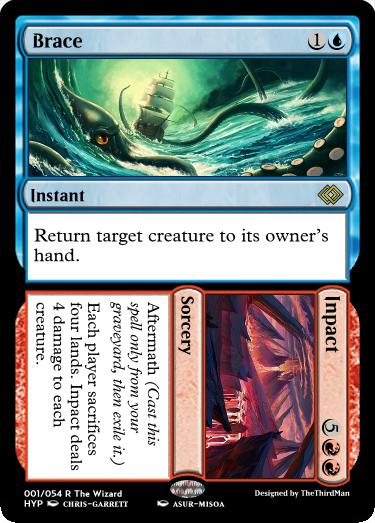 Brace
1
Instant
Return target creature to its owner's
hand.
Inpact
5
Sorcery
Aftermath (Cast this
spell only from your
graveyard, then exile it.)
Each player sacrifices
four lands. Inpact deals
4 damage to each
creature.
001/054 R The Wizard
HYP CHRIS-GARRETT ASUR-MISOA
Designed by TheThirdMan